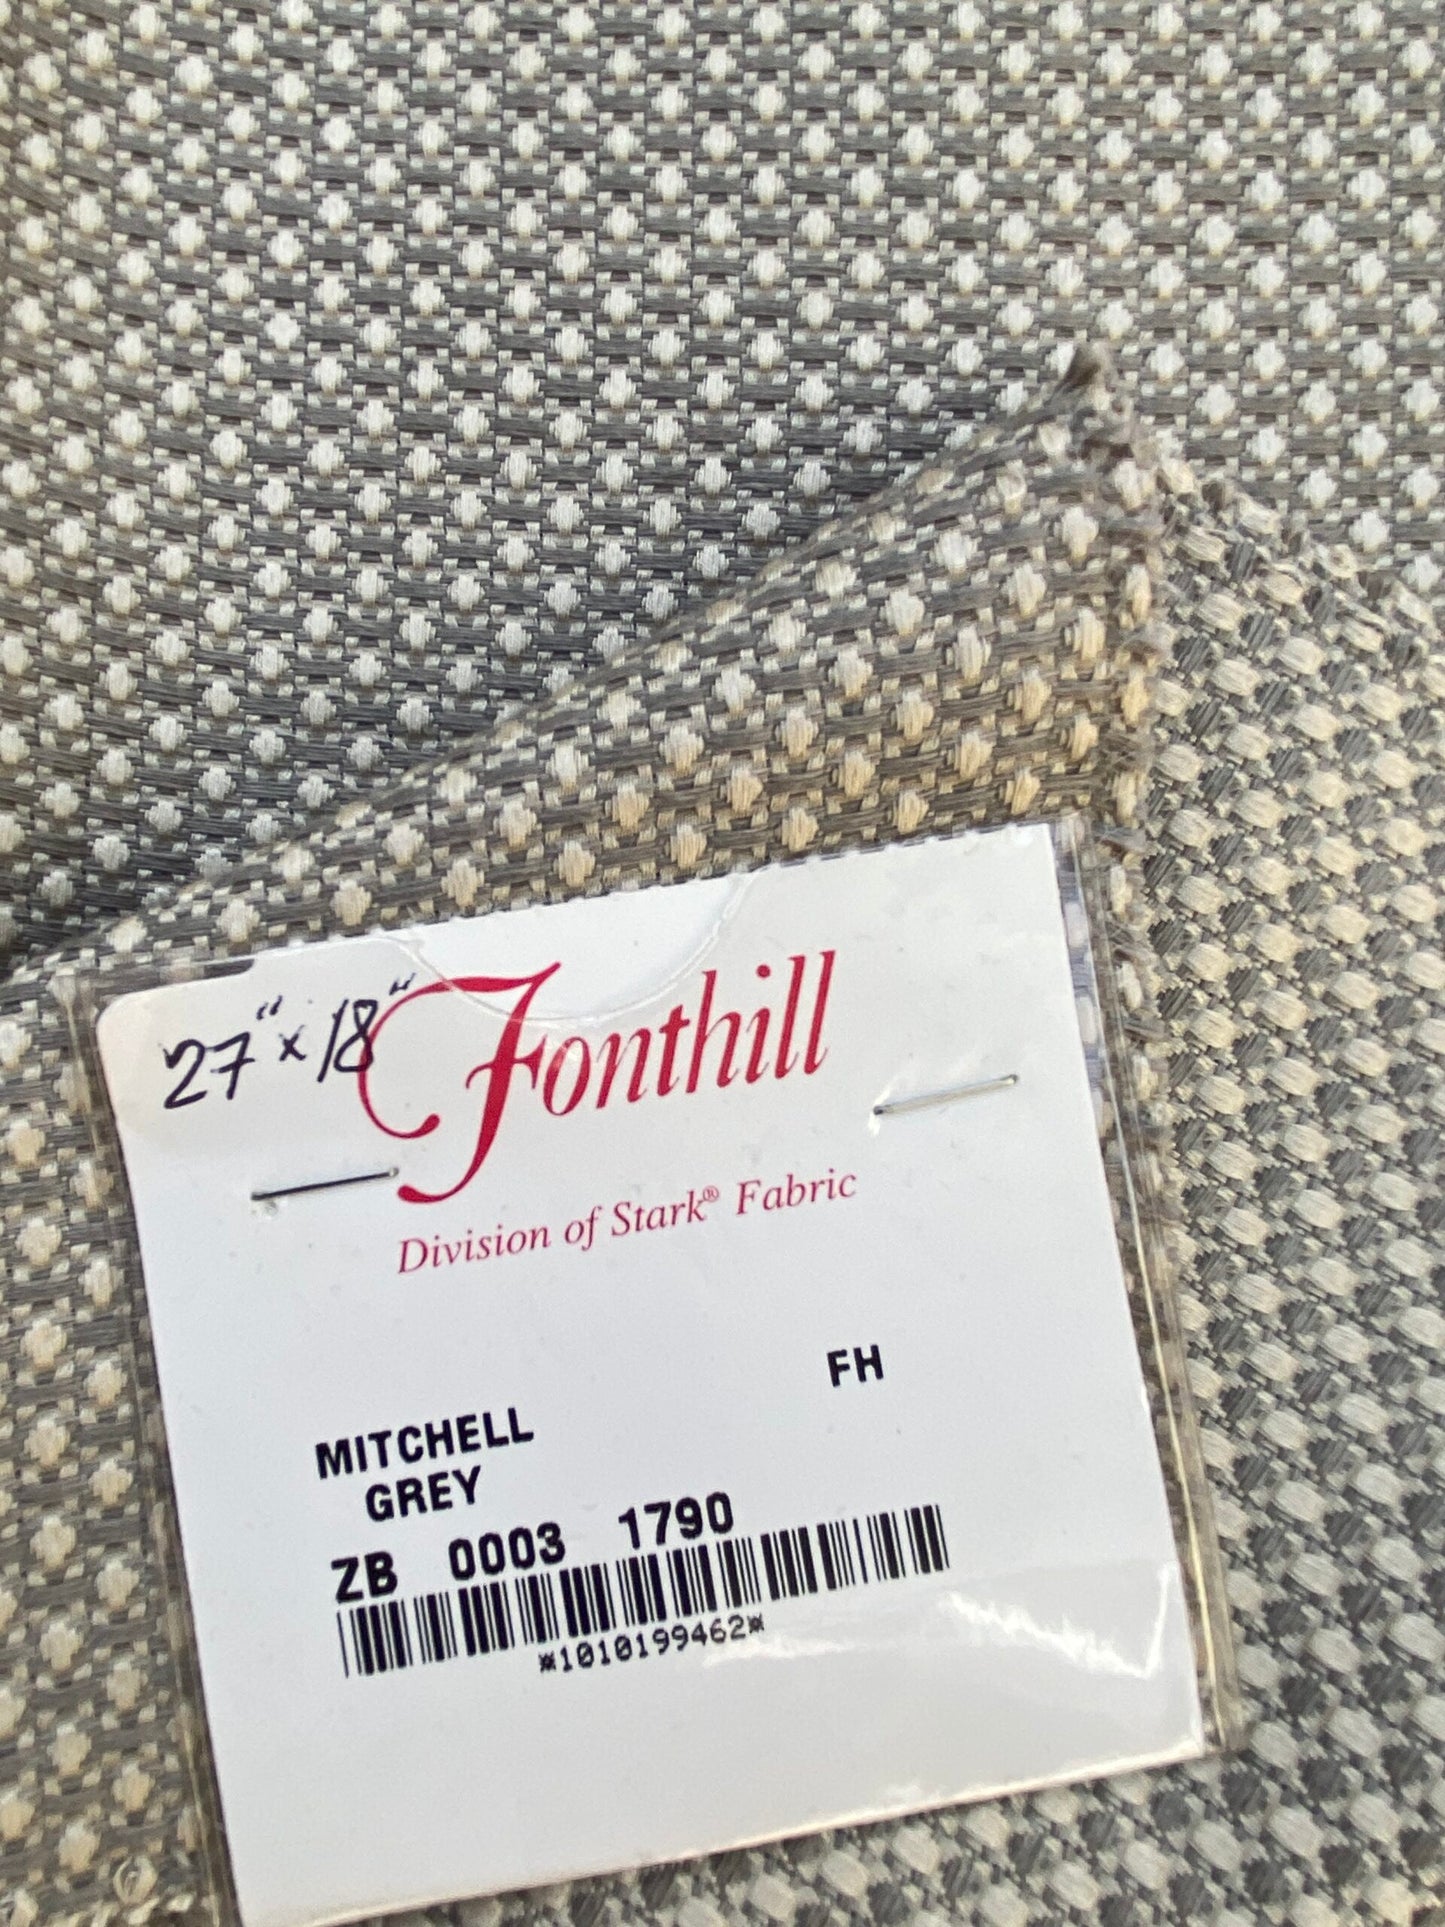 27" x 18"
Fonthill
Division of Stark® Fabric
FH
MITCHELL
GREY
ZB 0003 1790
*1010199462*